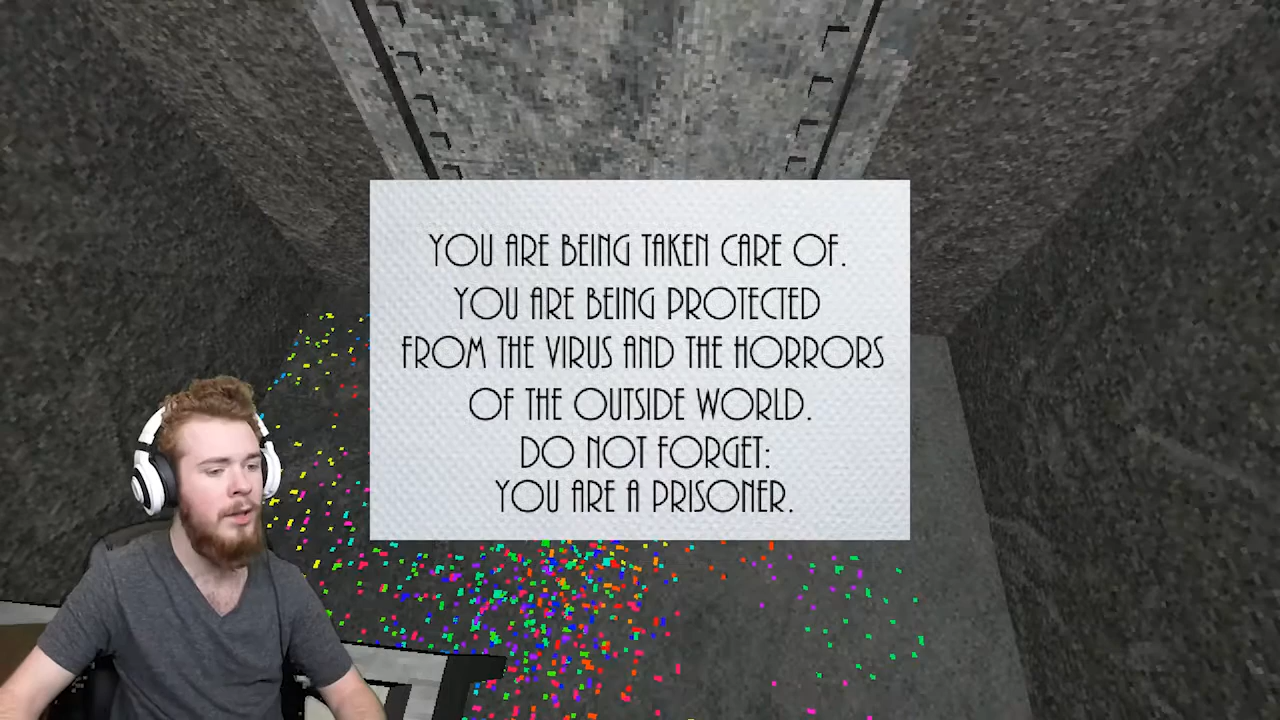 YOU ARE BEING TAKEN CARE OF.
YOU ARE BEING PROTECTED
FROM THE VIRUS AND THE HORRORS
OF THE OUTSIDE WORLD.
DO NOT FORGET:
YOU ARE A PRISONER.